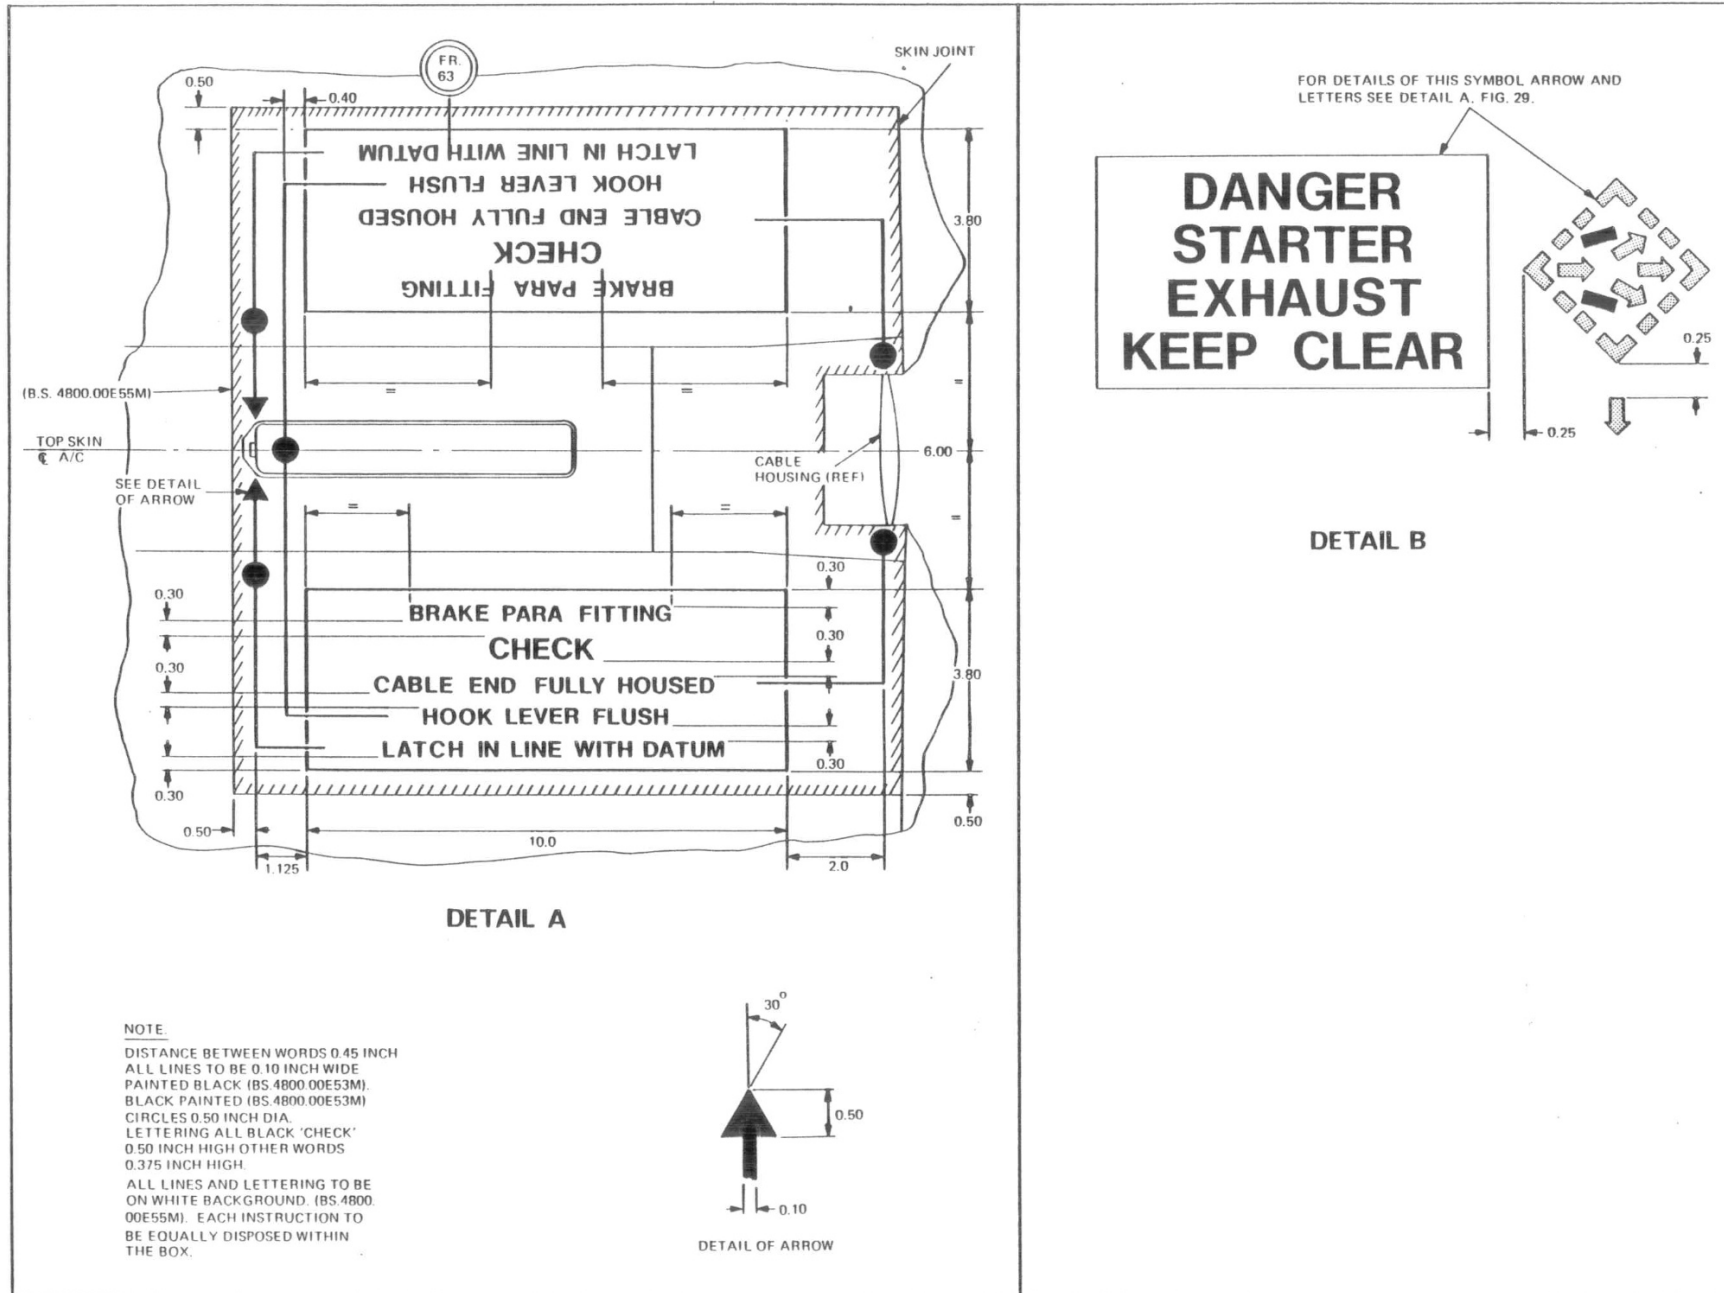 FR.
63
SKIN JOINT
0.50
0.40
LATCH IN LINE WITH DATUM
HOOK LEVER FLUSH
CABLE END FULLY HOUSED
CHECK
BRAKE PARA FITTING
3.80
=
=
=
(B.S. 4800.00E55M)
TOP SKIN
℄ A/C
SEE DETAIL
OF ARROW
CABLE
HOUSING (REF)
6.00
=
=
=
0.30
0.30
0.30
0.30
BRAKE PARA FITTING
CHECK
CABLE END FULLY HOUSED
HOOK LEVER FLUSH
LATCH IN LINE WITH DATUM
0.30
0.30
0.30
3.80
0.50
0.50
1.125
10.0
2.0
DETAIL A
NOTE.
DISTANCE BETWEEN WORDS 0.45 INCH
ALL LINES TO BE 0.10 INCH WIDE
PAINTED BLACK (BS.4800.00E53M).
BLACK PAINTED (BS.4800.00E53M)
CIRCLES 0.50 INCH DIA.
LETTERING ALL BLACK 'CHECK'
0.50 INCH HIGH OTHER WORDS
0.375 INCH HIGH.
ALL LINES AND LETTERING TO BE
ON WHITE BACKGROUND. (BS.4800.
00E55M). EACH INSTRUCTION TO
BE EQUALLY DISPOSED WITHIN
THE BOX.
30°
0.50
0.10
DETAIL OF ARROW
FOR DETAILS OF THIS SYMBOL ARROW AND
LETTERS SEE DETAIL A. FIG. 29.
DANGER
STARTER
EXHAUST
KEEP CLEAR
0.25
0.25
DETAIL B